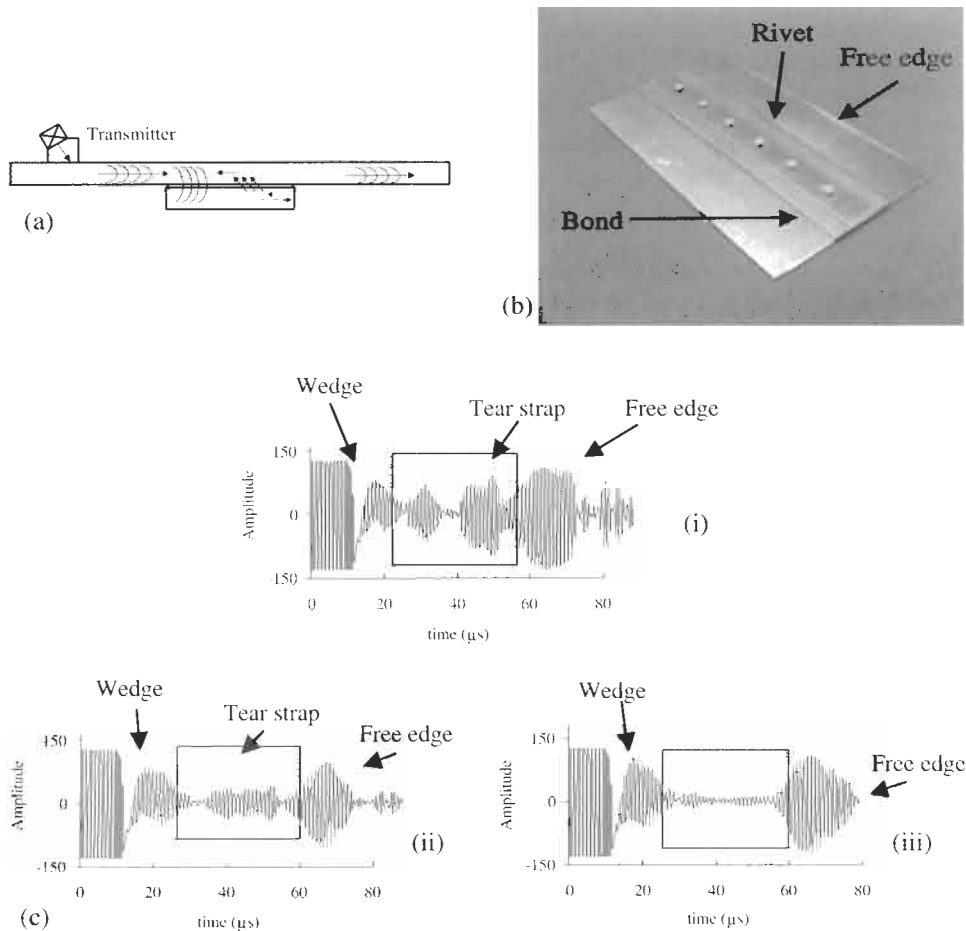 Transmitter
(a)
Rivet
Free edge
Bond
(b)
Wedge
Tear strap
Free edge
150
0
-150
Amplitude
0 20 40 60 80
time (µs)
(i)
Wedge
Tear strap
Free edge
150
0
-150
Amplitude
0 20 40 60 80
time (µs)
(ii)
(c)
Wedge
Free edge
150
0
-150
Amplitude
0 20 40 60 80
time (µs)
(iii)